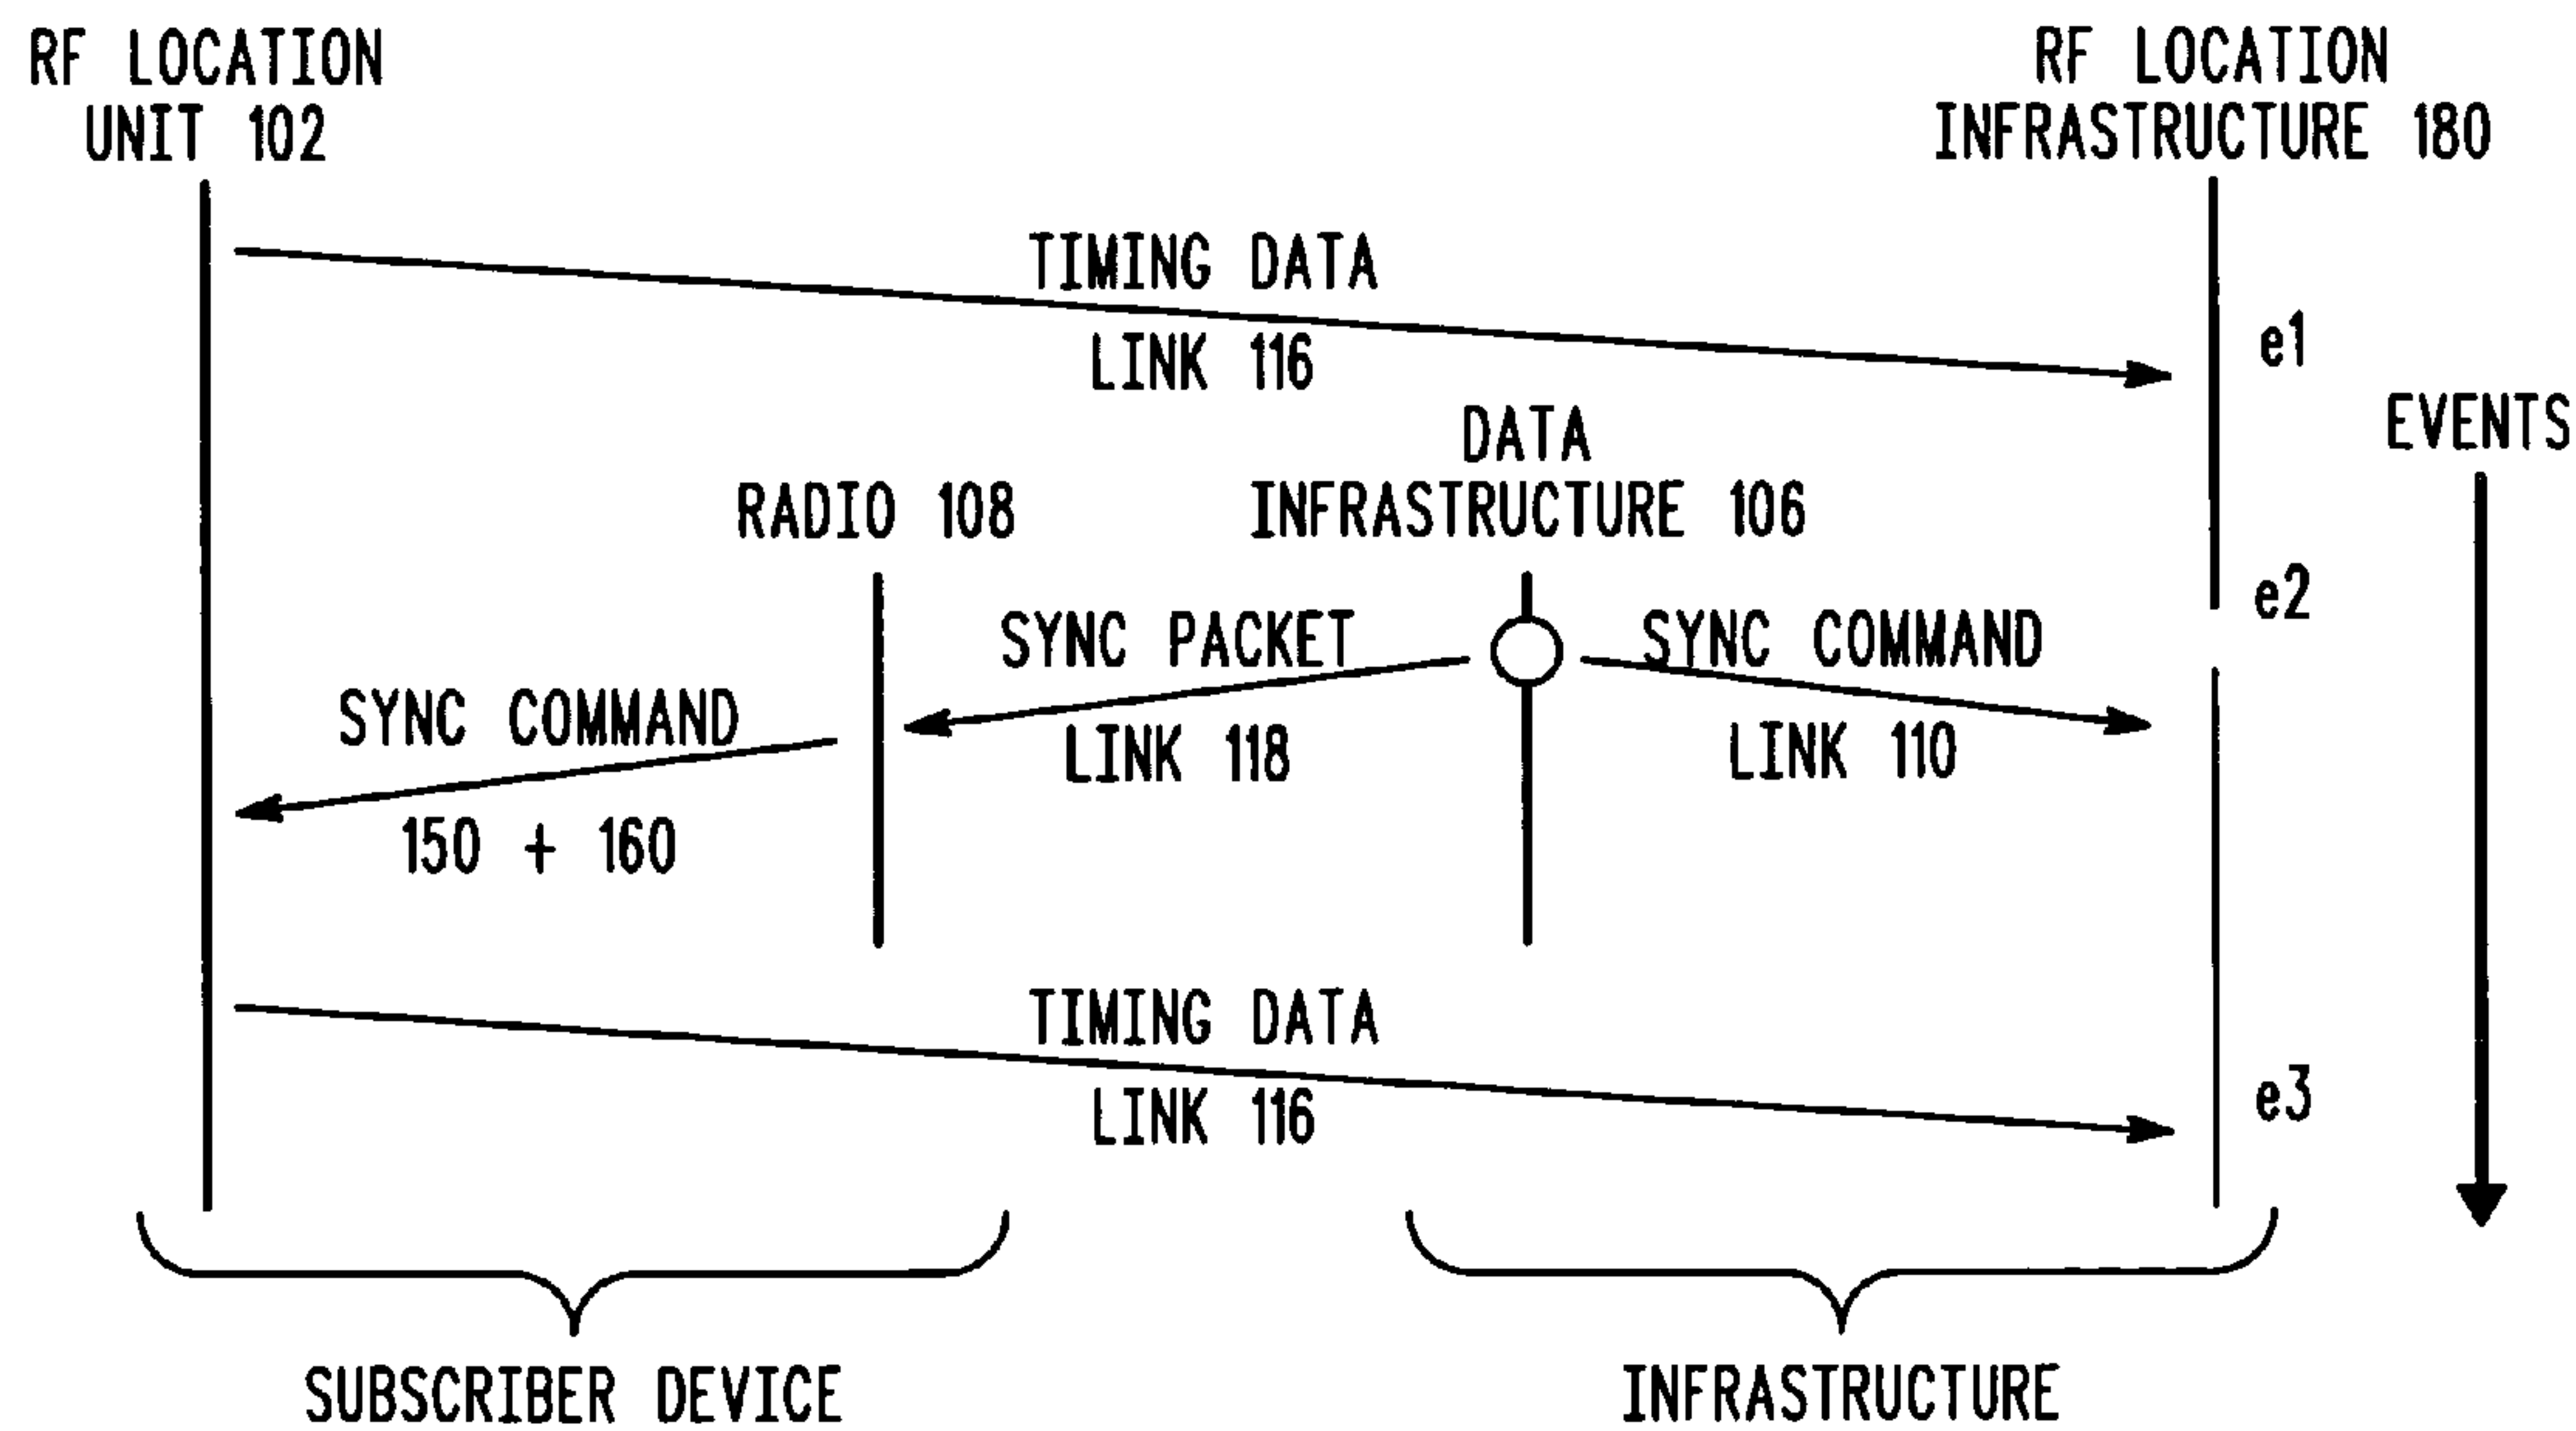 RF LOCATION
UNIT 102
RF LOCATION
INFRASTRUCTURE 180
TIMING DATA
LINK 116
e1
EVENTS
DATA
INFRASTRUCTURE 106
RADIO 108
e2
SYNC PACKET
SYNC COMMAND
SYNC COMMAND
LINK 118
LINK 110
150 + 160
TIMING DATA
LINK 116
e3
SUBSCRIBER DEVICE
INFRASTRUCTURE